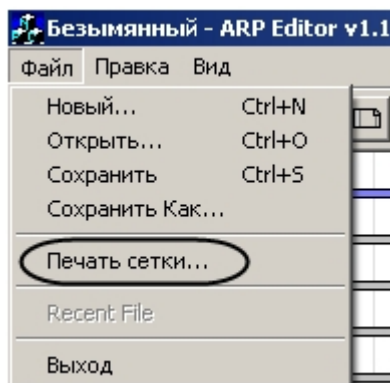 Безымянный - ARP Editor v1.1
Файл Правка Вид
Новый... Ctrl+N
Открыть... Ctrl+O
Сохранить Ctrl+S
Сохранить Как...
Печать сетки...
Recent File
Выход